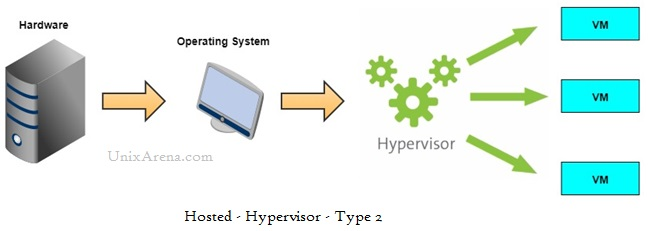 Hardware
Operating System
VM
VM
Hypervisor
VM
UnixArena.com
Hosted - Hypervisor - Type 2